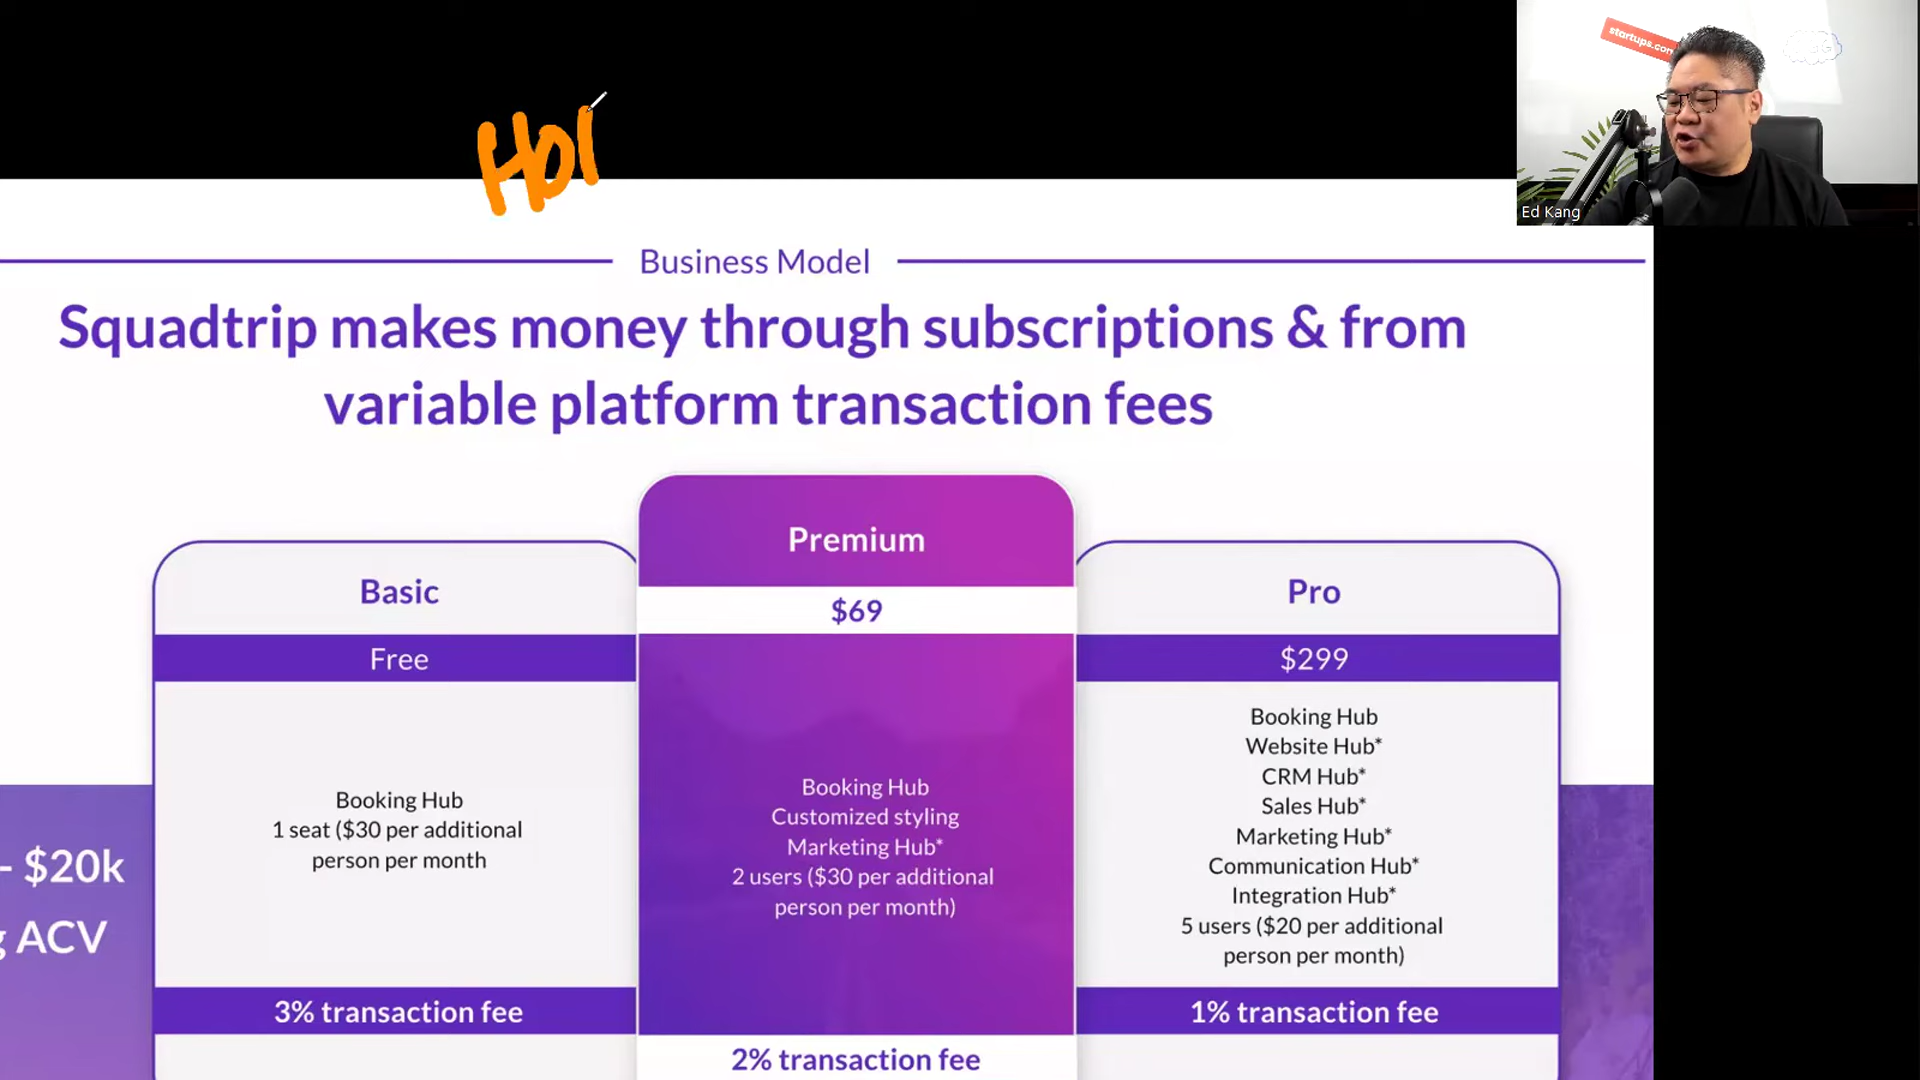 startups.com
Ed Kang
Business Model
Squadtrip makes money through subscriptions & from
variable platform transaction fees
Basic
Free
Booking Hub
1 seat ($30 per additional
person per month
3% transaction fee
Premium
$69
Booking Hub
Customized styling
Marketing Hub*
2 users ($30 per additional
person per month)
2% transaction fee
Pro
$299
Booking Hub
Website Hub*
CRM Hub*
Sales Hub*
Marketing Hub*
Communication Hub*
Integration Hub*
5 users ($20 per additional
person per month)
1% transaction fee
- $20k
g ACV